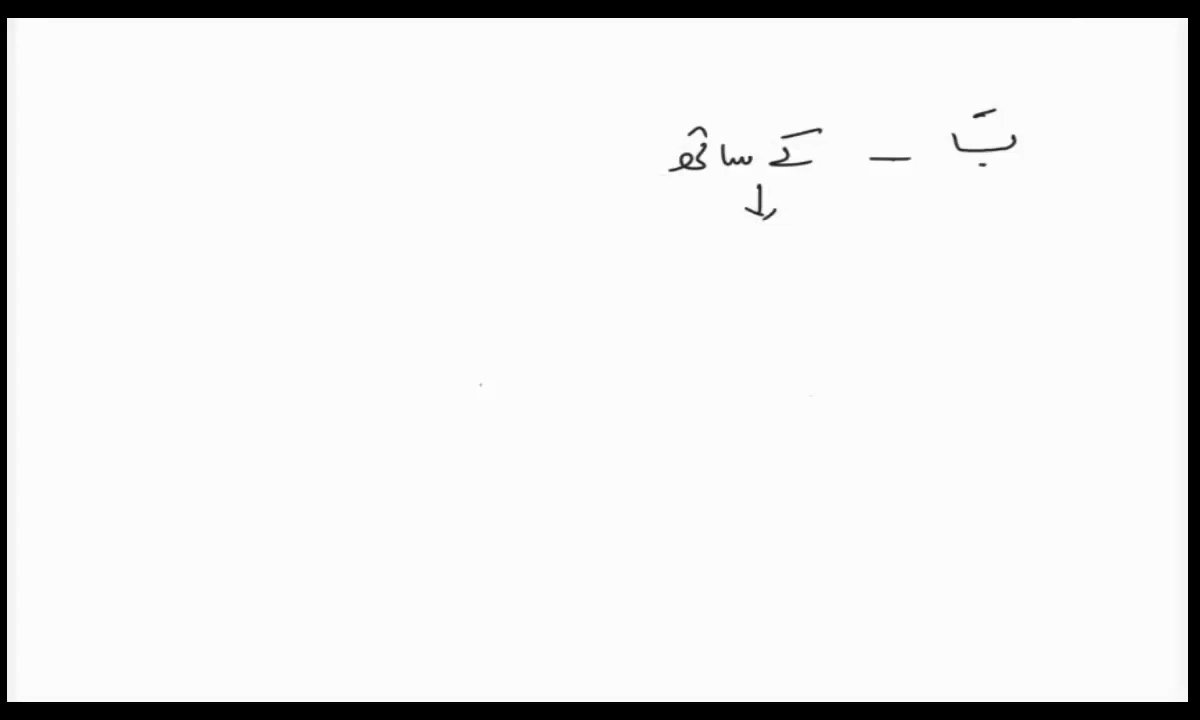 بَ – کے ساتھ
↓